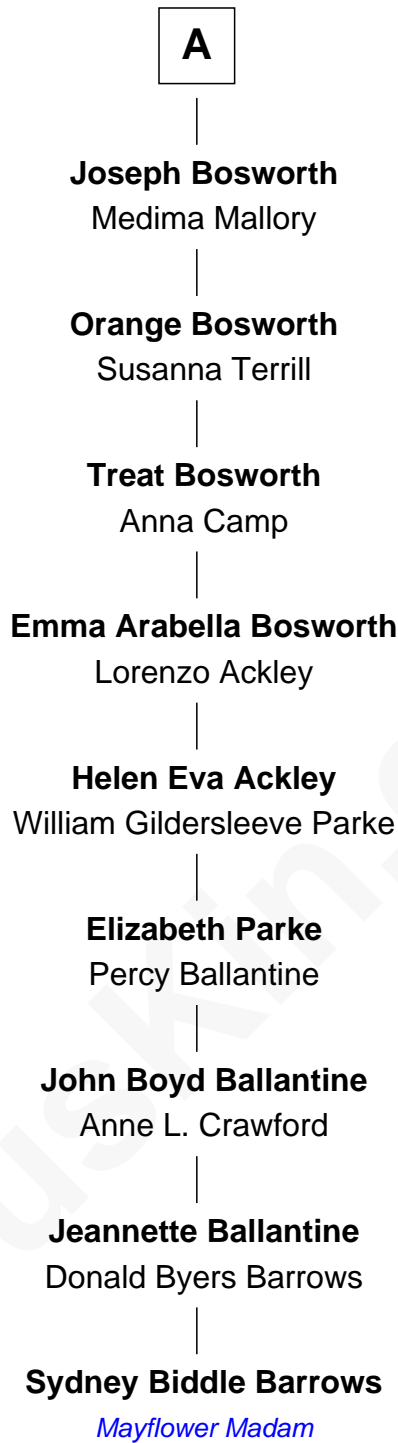 A
Joseph Bosworth
Medima Mallory
Orange Bosworth
Susanna Terrill
Treat Bosworth
Anna Camp
Emma Arabella Bosworth
Lorenzo Ackley
Helen Eva Ackley
William Gildersleeve Parke
Elizabeth Parke
Percy Ballantine
John Boyd Ballantine
Anne L. Crawford
Jeannette Ballantine
Donald Byers Barrows
Sydney Biddle Barrows
Mayflower Madam